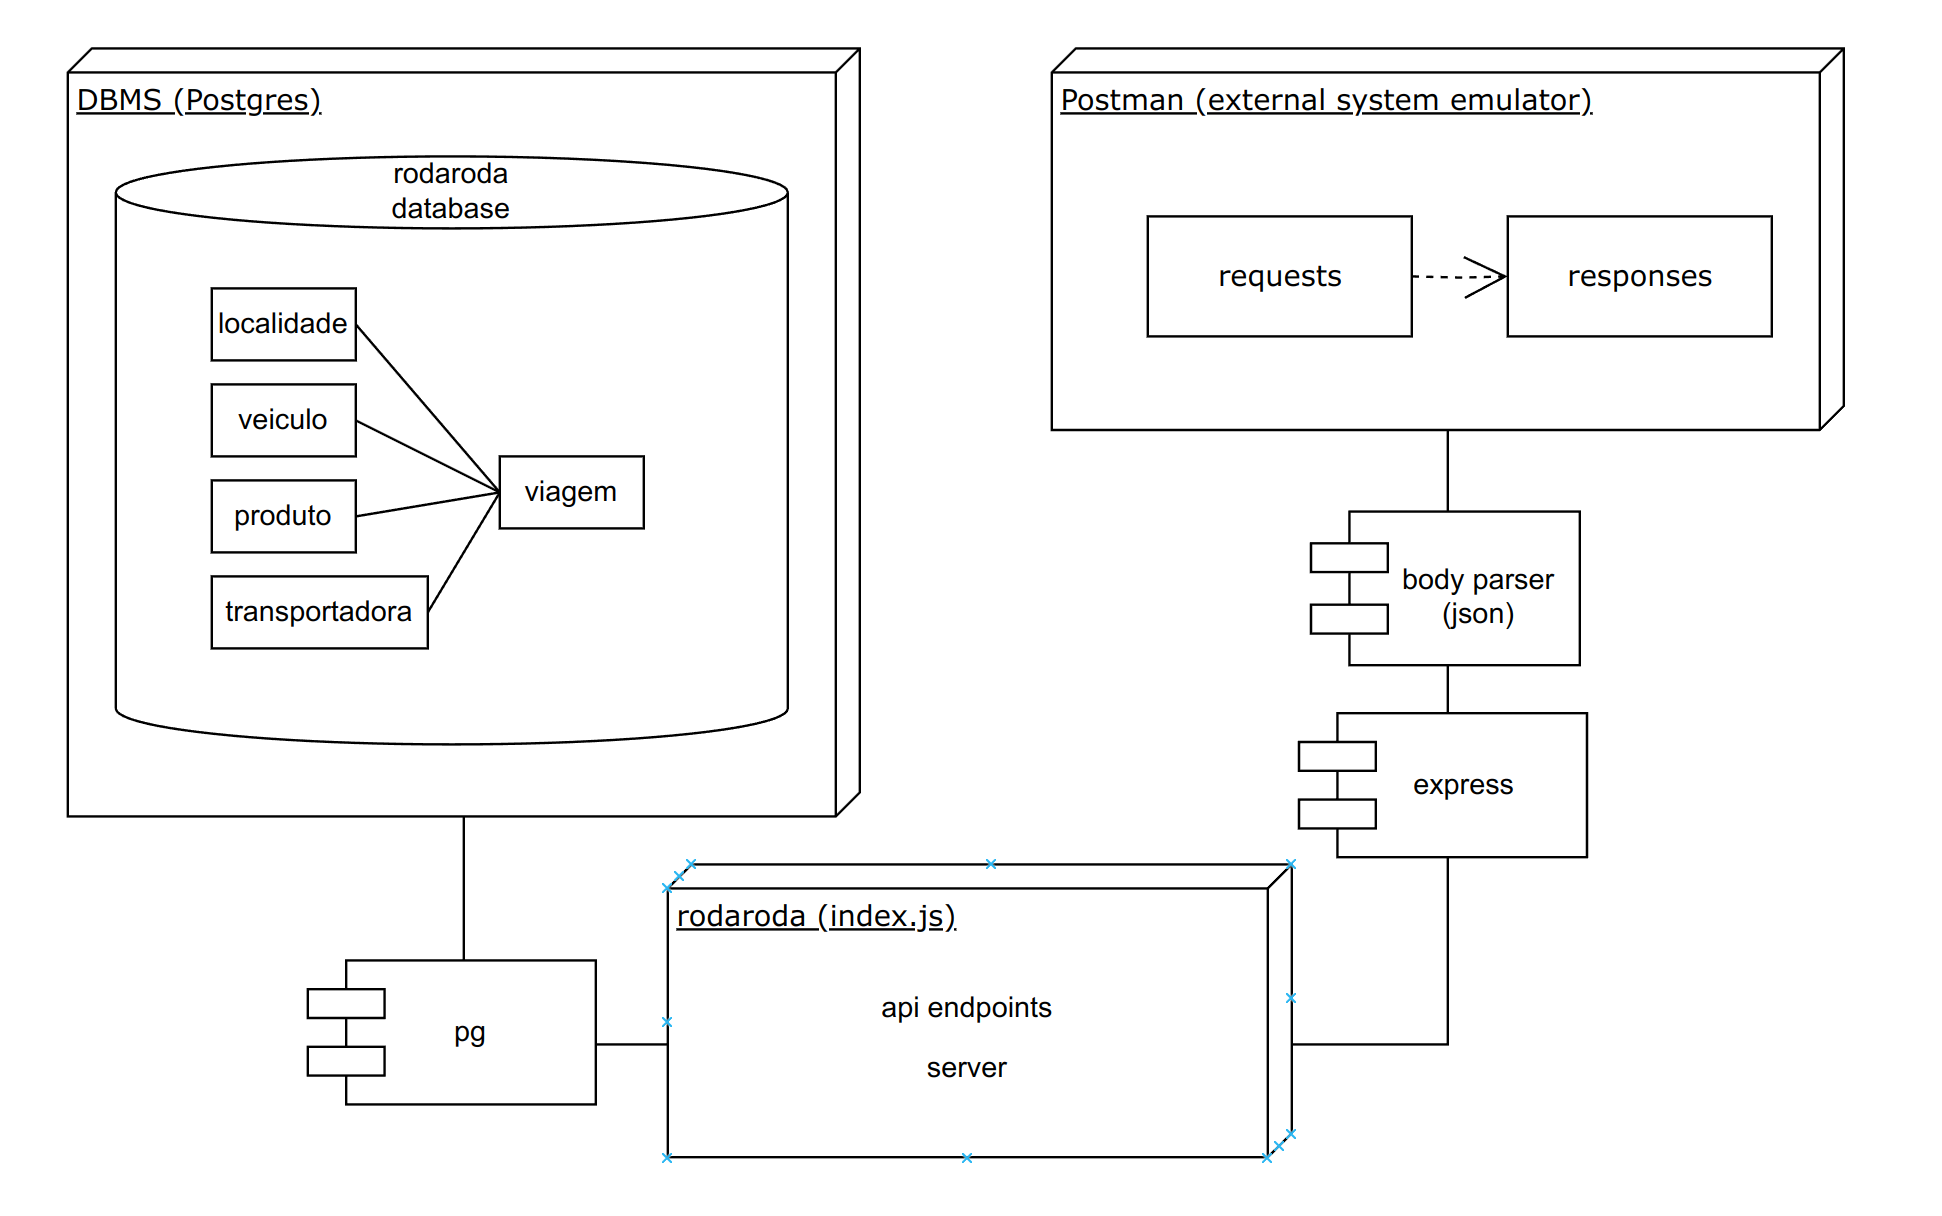 DBMS (Postgres)
rodaroda
database
localidade
veiculo
produto
transportadora
viagem
Postman (external system emulator)
requests
responses
body parser
(json)
express
pg
rodaroda (index.js)
api endpoints
server